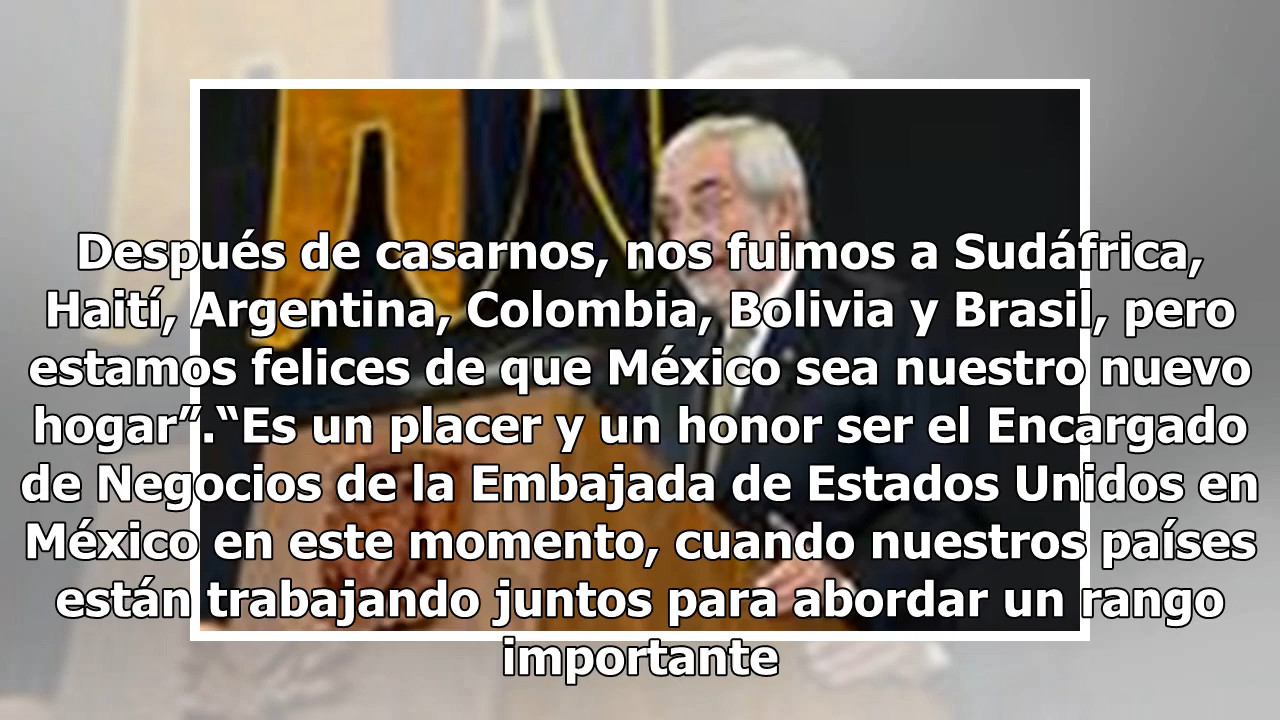 Después de casarnos, nos fuimos a Sudáfrica,
Haití, Argentina, Colombia, Bolivia y Brasil, pero
estamos felices de que México sea nuestro nuevo
hogar”.“Es un placer y un honor ser el Encargado
de Negocios de la Embajada de Estados Unidos en
México en este momento, cuando nuestros países
están trabajando juntos para abordar un rango
importante